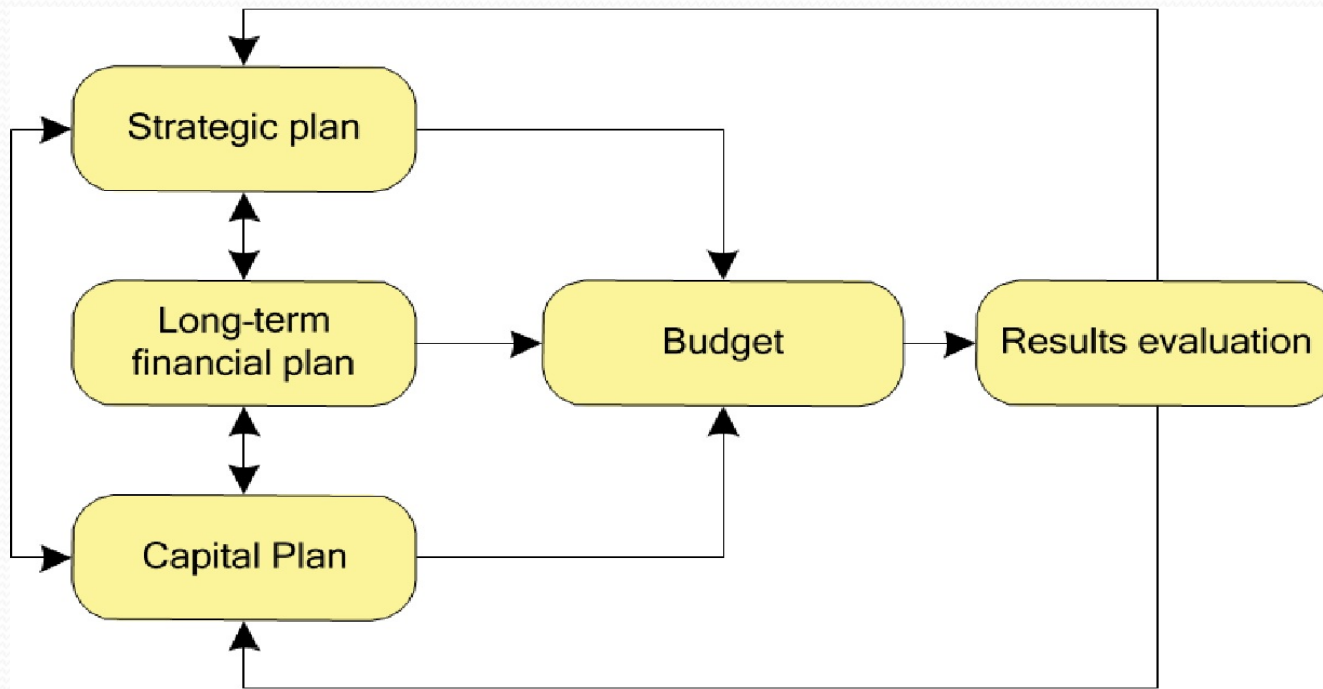 Strategic plan
Long-term
financial plan
Budget
Results evaluation
Capital Plan